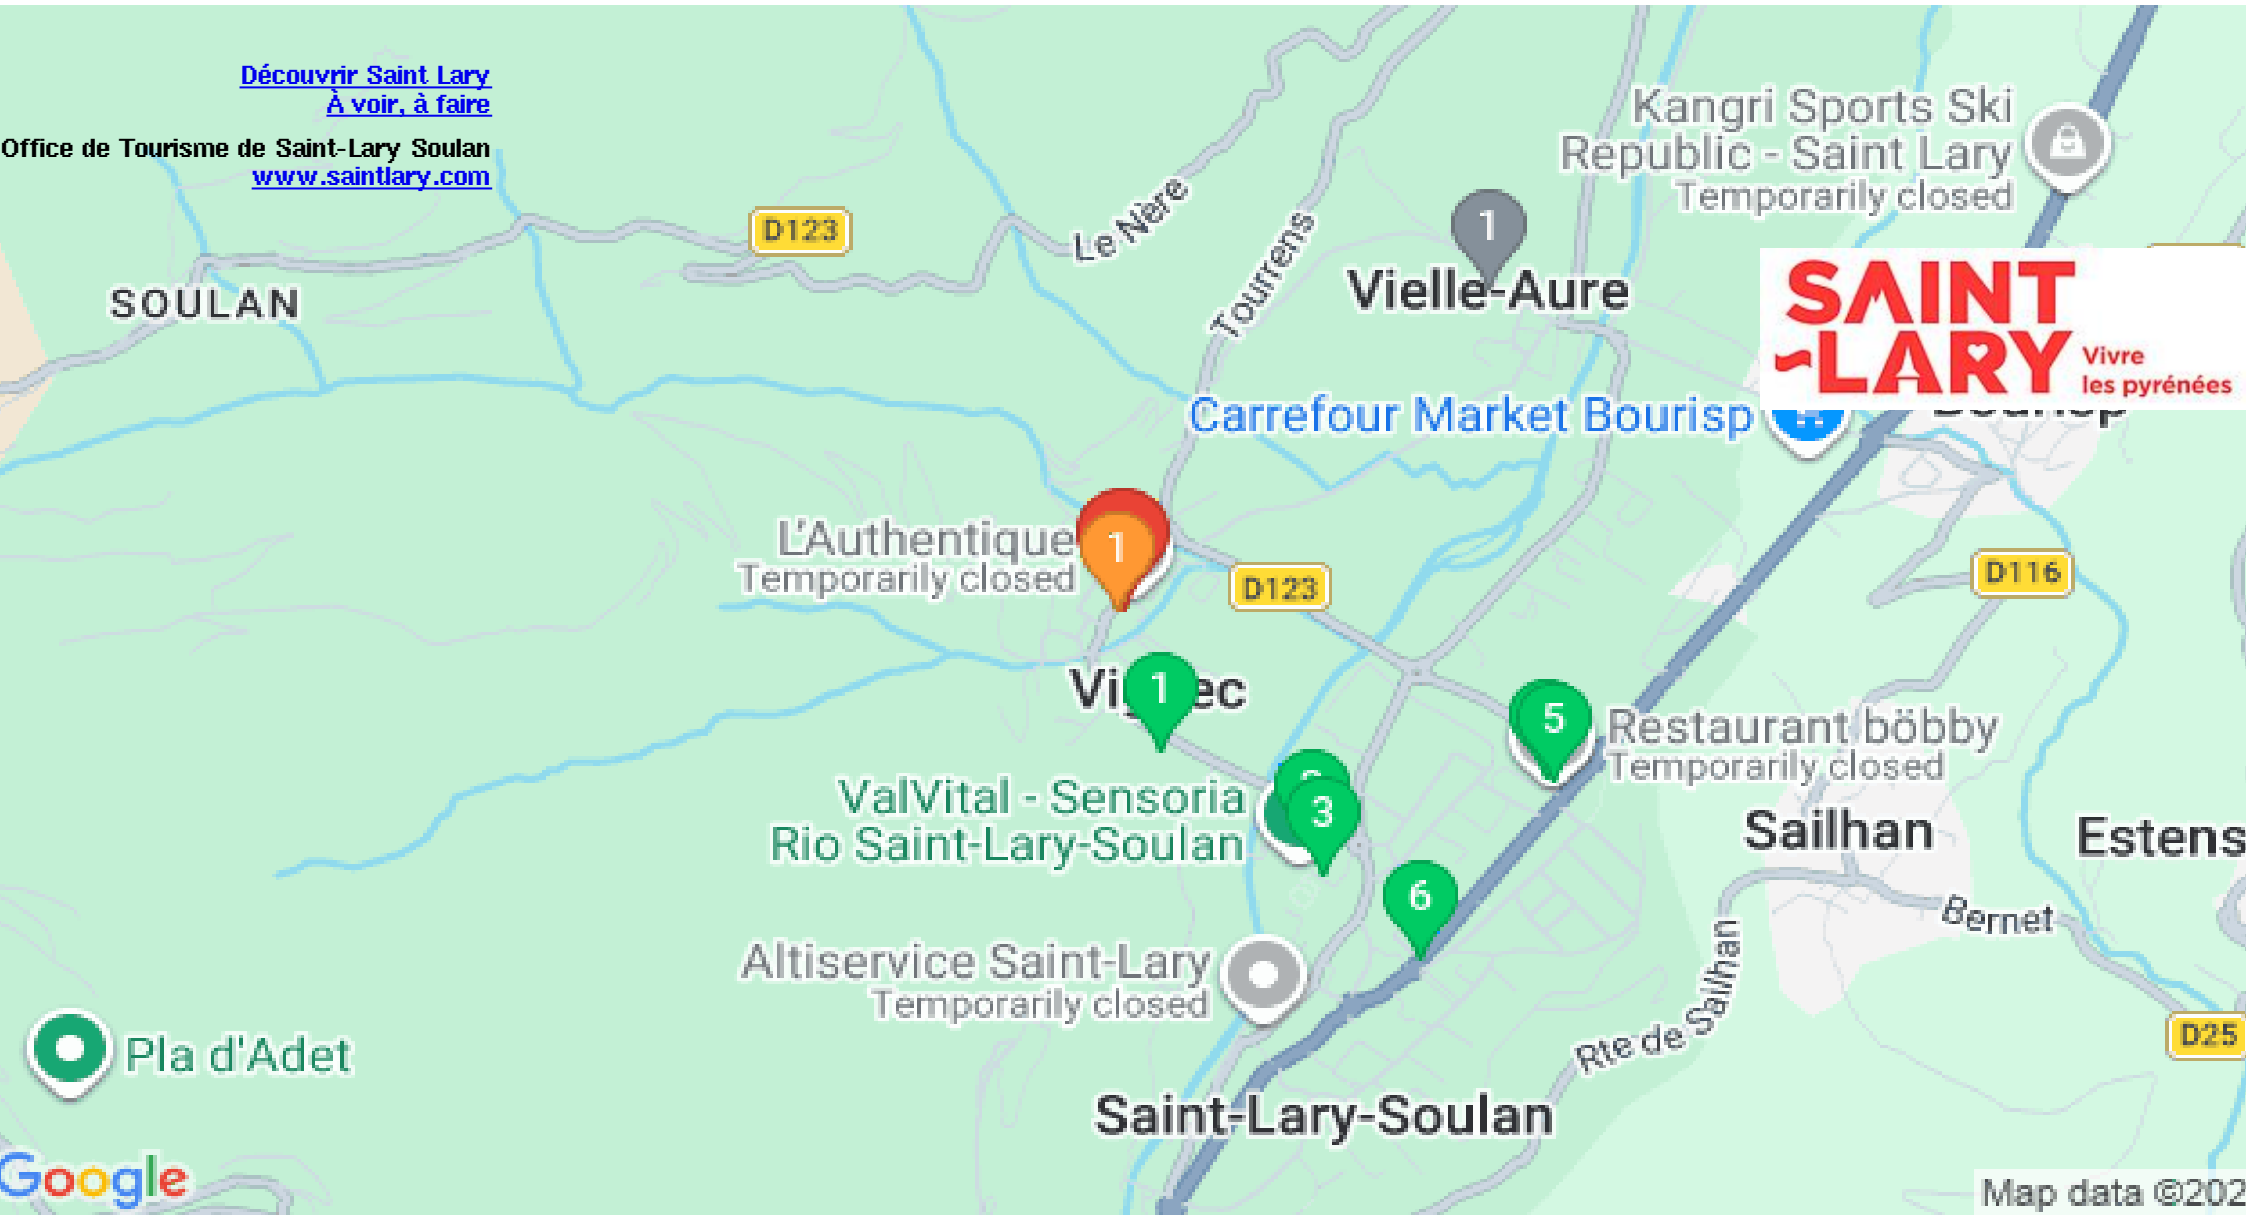 Découvrir Saint Lary
À voir, à faire
Office de Tourisme de Saint-Lary Soulan
www.saintlary.com
Kangri Sports Ski
Republic - Saint Lary
Temporarily closed
D123
Le Nère
Tourrens
1
Vielle-Aure
SOULAN
SAINT
~LARY
Vivre
les pyrénées
Carrefour Market Bourisp
L'Authentique
Temporarily closed
1
D123
D116
1
5
Restaurant böbby
Temporarily closed
ValVital - Sensoria
Rio Saint-Lary-Soulan
3
Sailhan
Estens
6
Bernet
Altiservice Saint-Lary
Temporarily closed
Rte de Sailhan
Pla d'Adet
D25
Saint-Lary-Soulan
Google
Map data ©202